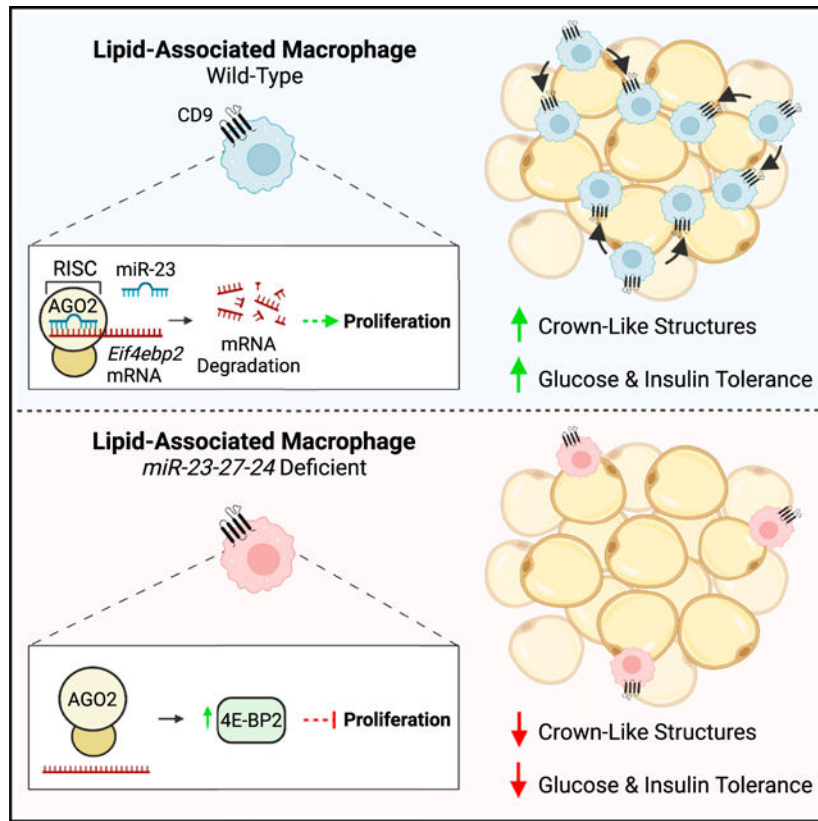 Lipid-Associated Macrophage
Wild-Type
CD9
RISC
miR-23
AGO2
Eif4ebp2
mRNA
mRNA
Degradation
Proliferation
Crown-Like Structures
Glucose & Insulin Tolerance
Lipid-Associated Macrophage
miR-23-27-24 Deficient
AGO2
4E-BP2
Proliferation
Crown-Like Structures
Glucose & Insulin Tolerance